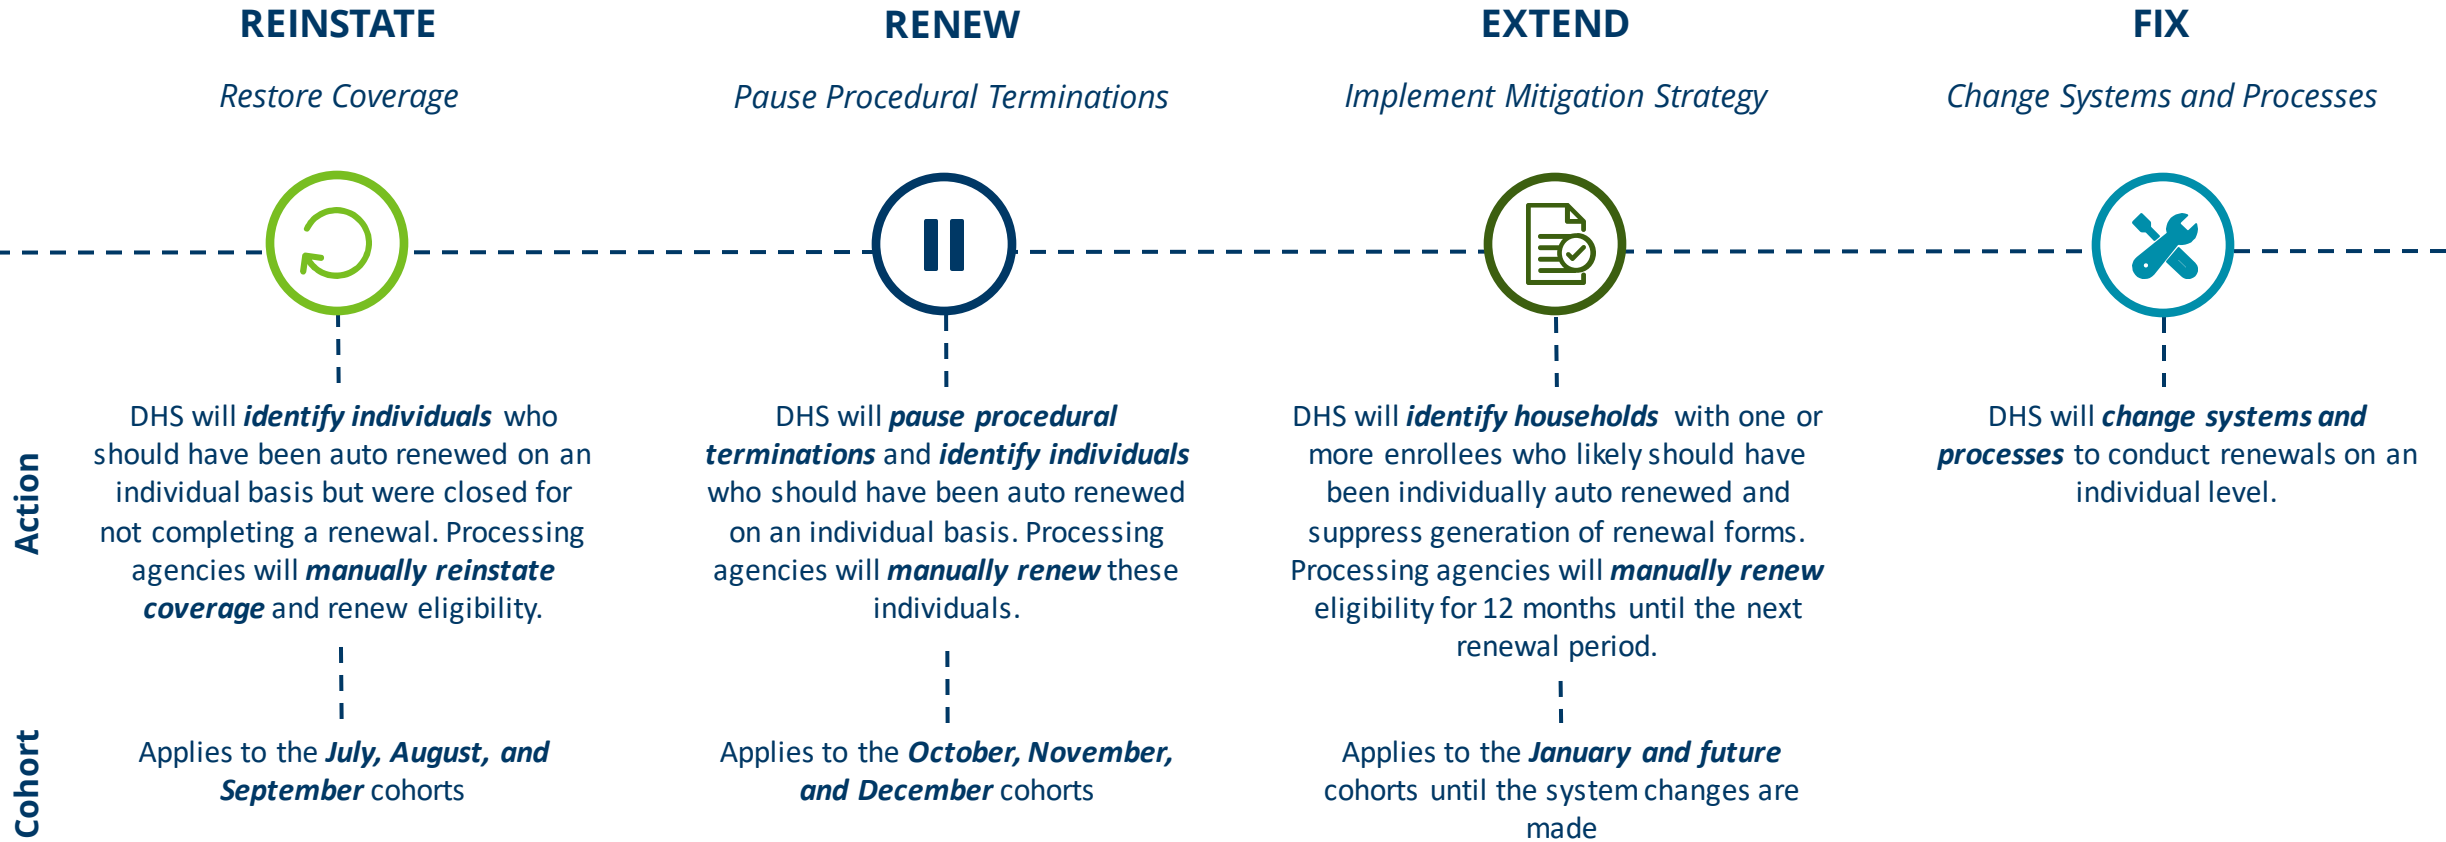 REINSTATE
Restore Coverage
DHS will identify individuals who
should have been auto renewed on an
individual basis but were closed for
not completing a renewal. Processing
agencies will manually reinstate
coverage and renew eligibility.
Applies to the July, August, and
September cohorts
RENEW
Pause Procedural Terminations
DHS will pause procedural
terminations and identify individuals
who should have been auto renewed
on an individual basis. Processing
agencies will manually renew these
individuals.
Applies to the October, November,
and December cohorts
EXTEND
Implement Mitigation Strategy
DHS will identify households with one or
more enrollees who likely should have
been individually auto renewed and
suppress generation of renewal forms.
Processing agencies will manually renew
eligibility for 12 months until the next
renewal period.
Applies to the January and future
cohorts until the system changes are
made
FIX
Change Systems and Processes
DHS will change systems and
processes to conduct renewals on an
individual level.
Action
Cohort